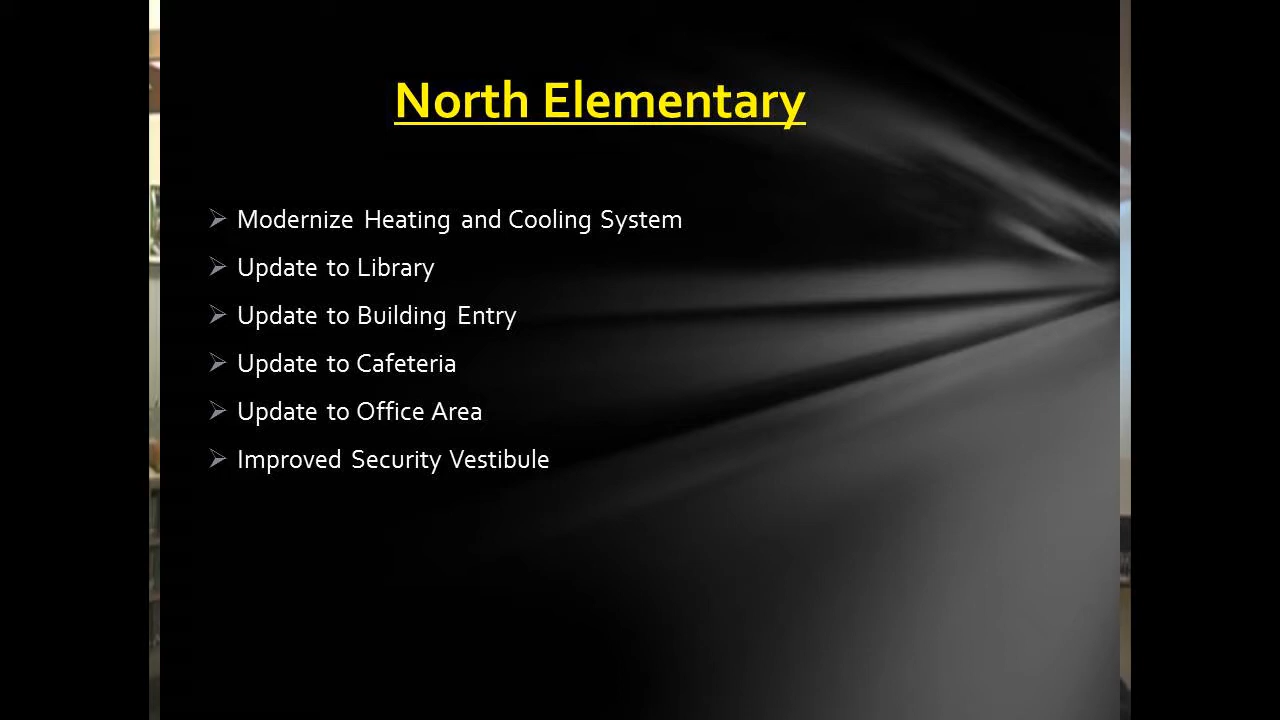 North Elementary
Modernize Heating and Cooling System
Update to Library
Update to Building Entry
Update to Cafeteria
Update to Office Area
Improved Security Vestibule